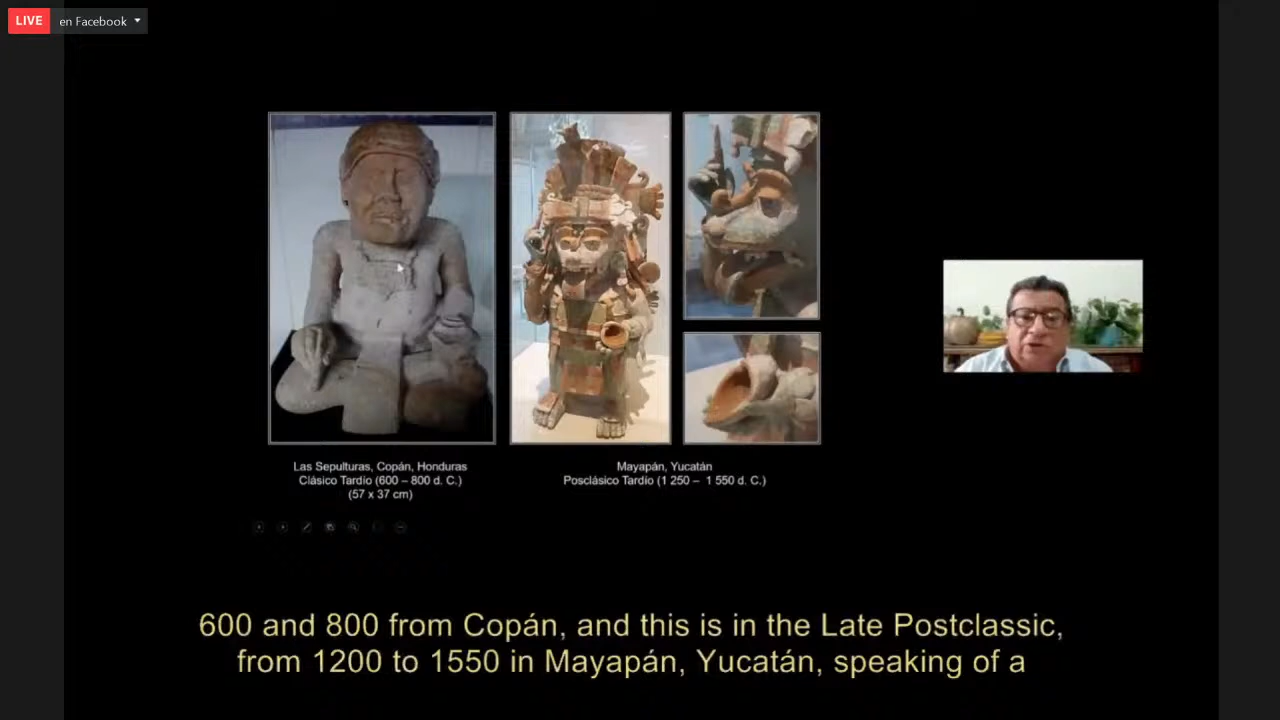 LIVE en Facebook
Las Sepulturas, Copán, Honduras
Clásico Tardío (600 – 800 d. C.)
(57 x 37 cm)
Mayapán, Yucatán
Posclásico Tardío (1 250 – 1 550 d. C.)
600 and 800 from Copán, and this is in the Late Postclassic,
from 1200 to 1550 in Mayapán, Yucatán, speaking of a